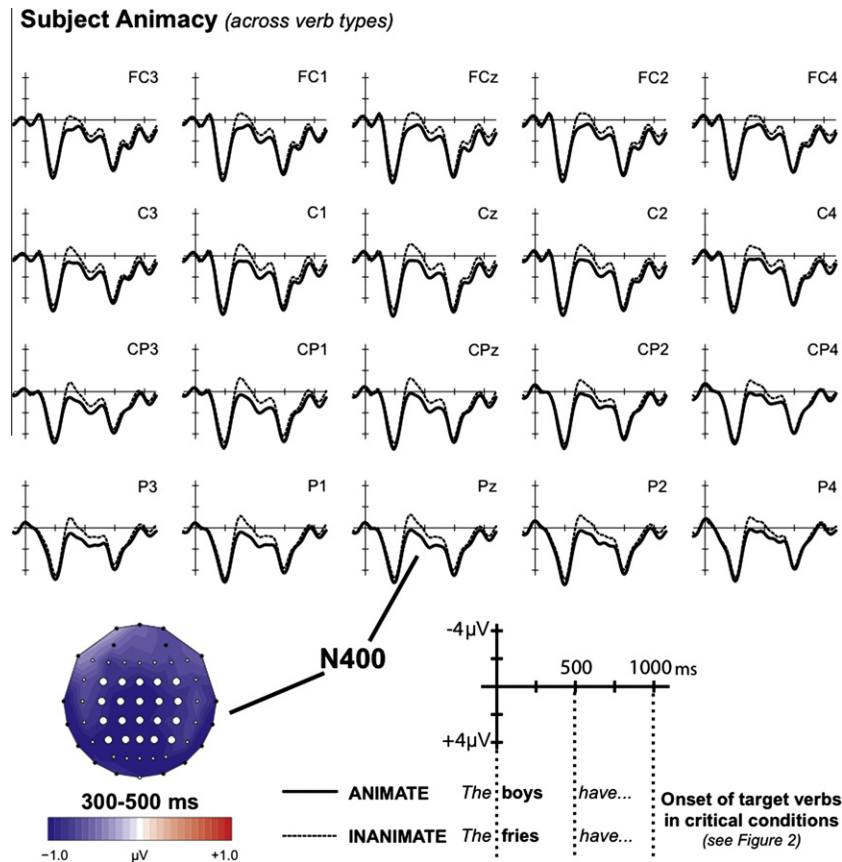 Subject Animacy (across verb types)
FC3 FC1 FCz FC2 FC4
C3 C1 Cz C2 C4
CP3 CP1 CPz CP2 CP4
P3 P1 Pz P2 P4
N400
-4µV
500 1000 ms
+4µV
300-500 ms
−1.0 µV +1.0
ANIMATE The boys have...
INANIMATE The fries have...
Onset of target verbs
in critical conditions
(see Figure 2)